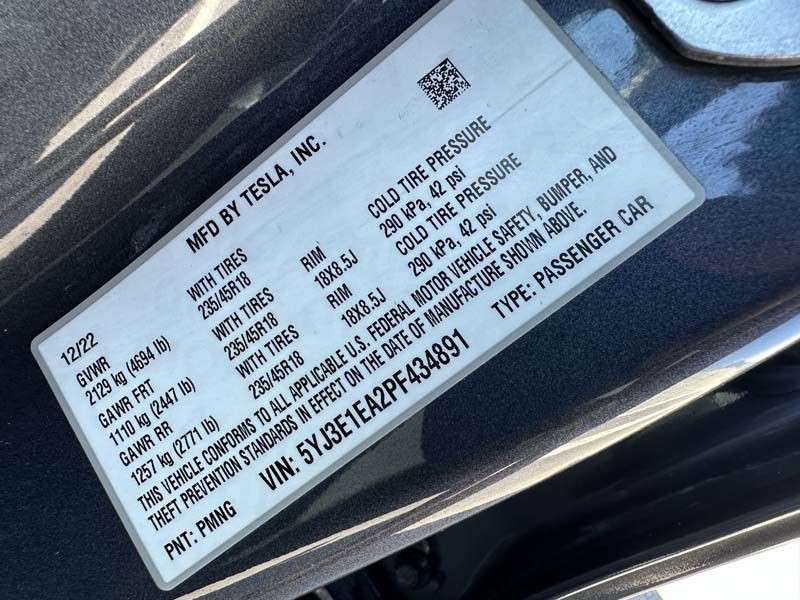 MFD BY TESLA, INC.
12/22
GVWR WITH TIRES RIM COLD TIRE PRESSURE
2129 kg (4694 lb) 235/45R18 18X8.5J 290 kPa, 42 psi
GAWR FRT WITH TIRES RIM COLD TIRE PRESSURE
1110 kg (2447 lb) 235/45R18 18X8.5J 290 kPa, 42 psi
GAWR RR WITH TIRES
1257 kg (2771 lb) 235/45R18
THIS VEHICLE CONFORMS TO ALL APPLICABLE U.S. FEDERAL MOTOR VEHICLE SAFETY, BUMPER, AND
THEFT PREVENTION STANDARDS IN EFFECT ON THE DATE OF MANUFACTURE SHOWN ABOVE.
VIN: 5YJ3E1EA2PF434891 TYPE: PASSENGER CAR
PNT: PMNG